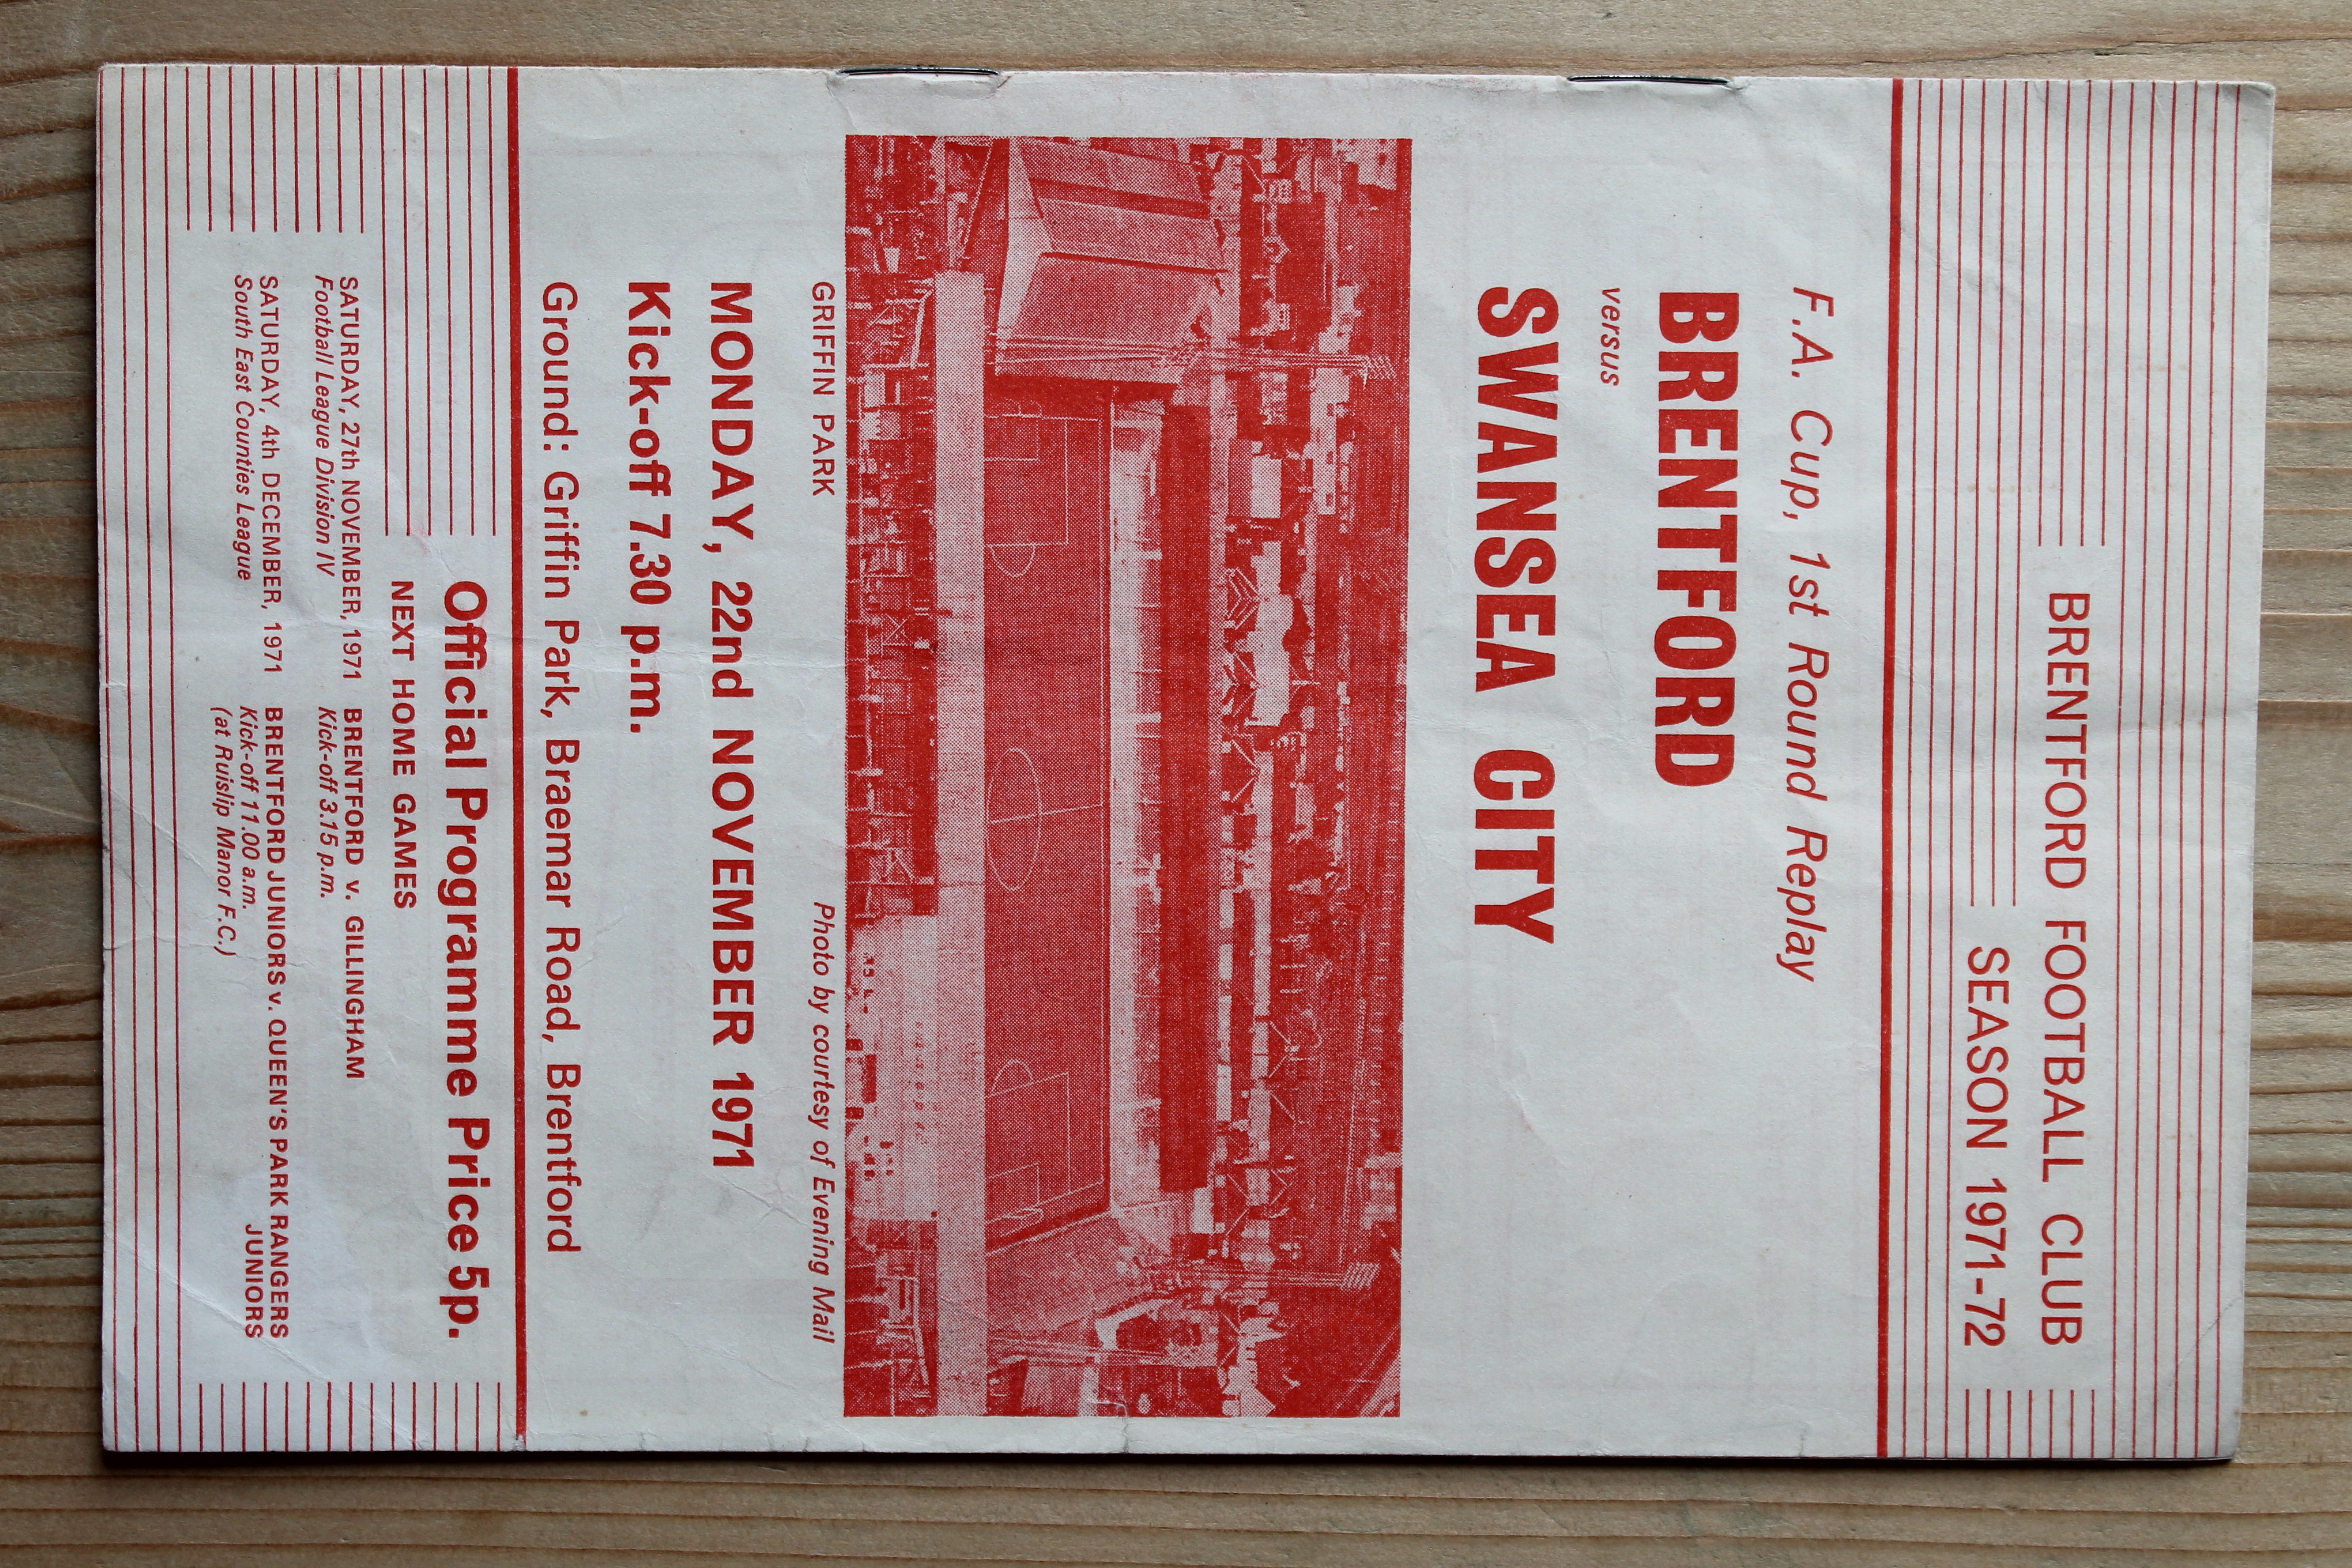 BRENTFORD FOOTBALL CLUB
SEASON 1971-72
F.A. Cup, 1st Round Replay
BRENTFORD
versus
SWANSEA CITY
GRIFFIN PARK Photo by courtesy of Evening Mail
MONDAY, 22nd NOVEMBER 1971
Kick-off 7.30 p.m.
Ground: Griffin Park, Braemar Road, Brentford
Official Programme Price 5p.
NEXT HOME GAMES
SATURDAY, 27th NOVEMBER, 1971 BRENTFORD v. GILLINGHAM
Football League Division IV Kick-off 3.15 p.m.
SATURDAY, 4th DECEMBER, 1971 BRENTFORD JUNIORS v. QUEEN'S PARK RANGERS
South East Counties League Kick-off 11.00 a.m. JUNIORS
(at Ruislip Manor F.C.)